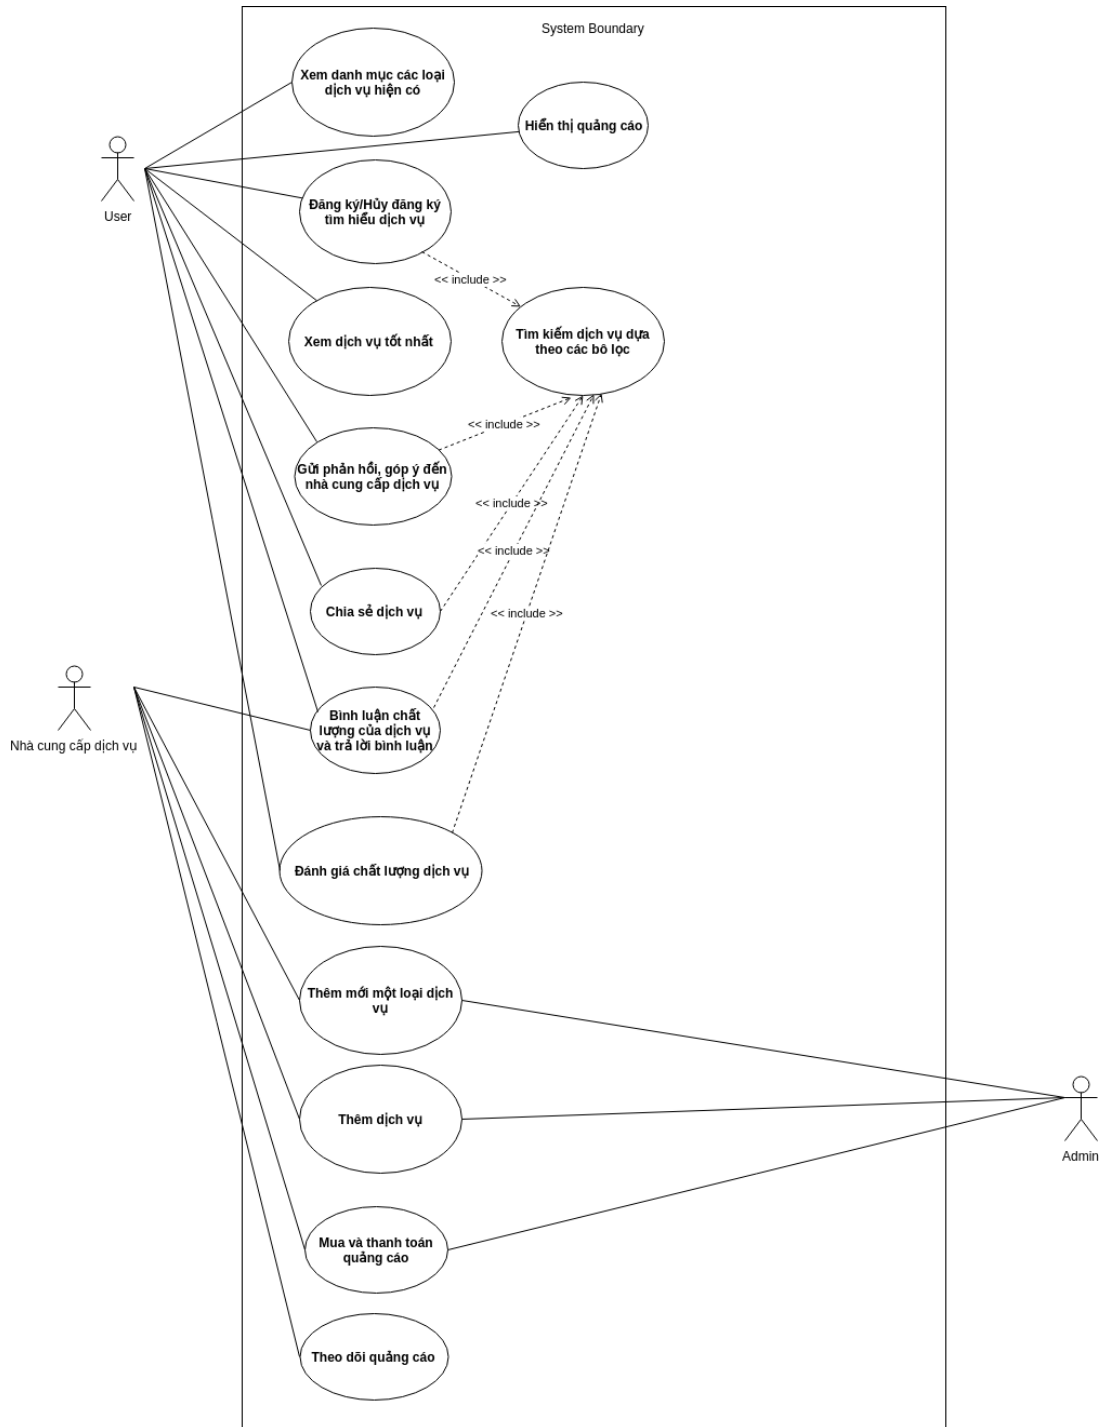 System Boundary
Xem danh mục các loại
dịch vụ hiện có
Hiển thị quảng cáo
User
Đăng ký/Hủy đăng ký
tìm hiểu dịch vụ
<< include >>
Xem dịch vụ tốt nhất
Tìm kiếm dịch vụ dựa
theo các bô lọc
<< include >>
Gửi phản hồi, góp ý đến
nhà cung cấp dịch vụ
<< include >>
<< include >>
Chia sẻ dịch vụ
<< include >>
Nhà cung cấp dịch vụ
Bình luận chất
lượng của dịch vụ
và trả lời bình luận
Đánh giá chất lượng dịch vụ
Thêm mới một loại dịch
vụ
Thêm dịch vụ
Admin
Mua và thanh toán
quảng cáo
Theo dõi quảng cáo